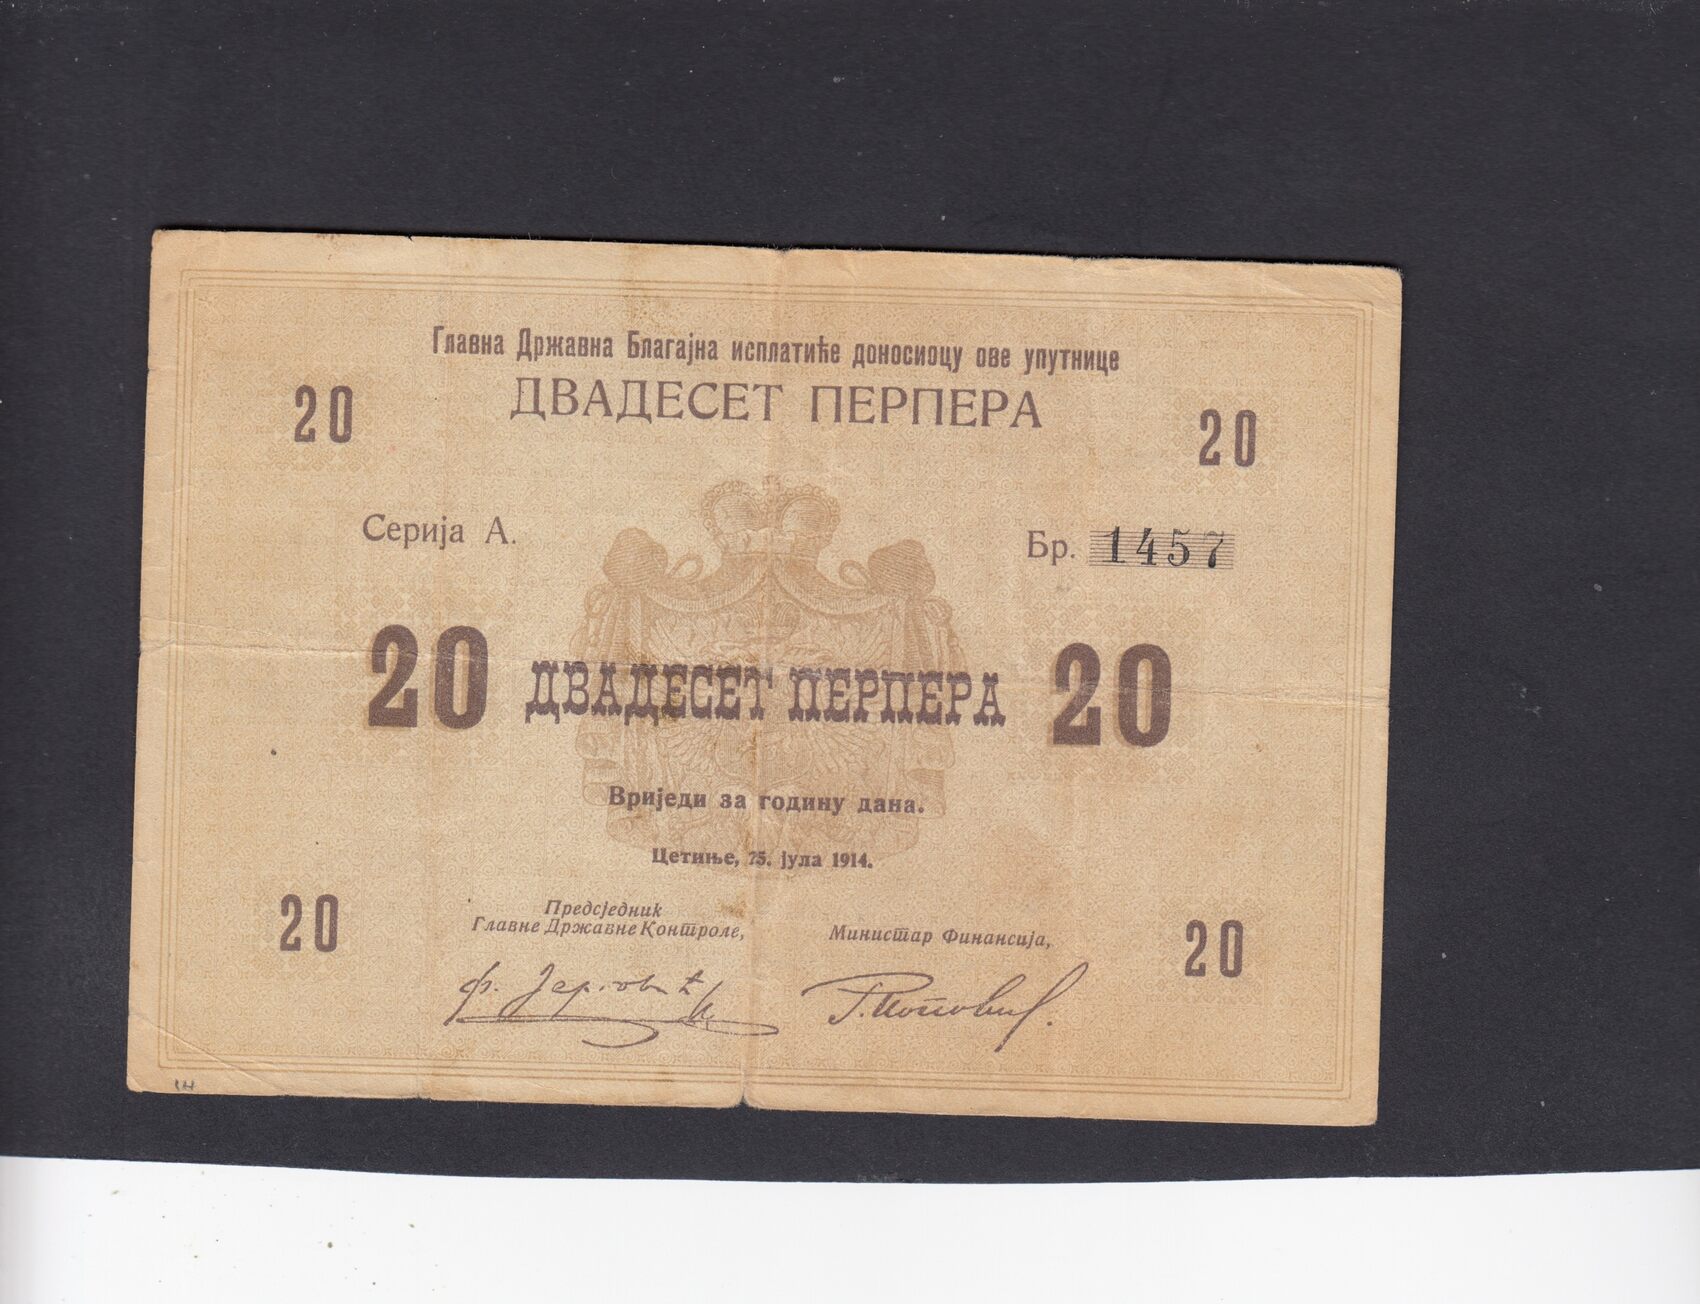 Главна Државна Благајна исплатиће доносиоцу ове упутнице
ДВАДЕСЕТ ПЕРПЕРА
20
20
Серија А.
Бр. 1457
20 ДВАДЕСЕТ ПЕРПЕРА 20
Вриједи за годину дана.
Цетиње, 25. јула 1914.
20
20
Предсједник
Главне Државне Контроле,
Министар Финансија,
Г. Поповић.